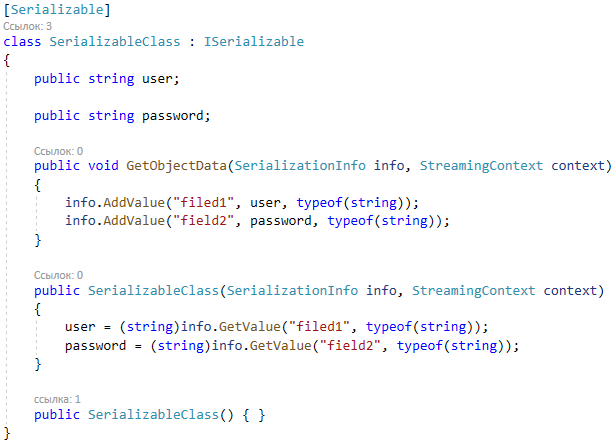 [Serializable]
Ссылок: 3
class SerializableClass : ISerializable
{
public string user;
public string password;
Ссылок: 0
public void GetObjectData(SerializationInfo info, StreamingContext context)
{
info.AddValue("filed1", user, typeof(string));
info.AddValue("field2", password, typeof(string));
}
Ссылок: 0
public SerializableClass(SerializationInfo info, StreamingContext context)
{
user = (string)info.GetValue("filed1", typeof(string));
password = (string)info.GetValue("field2", typeof(string));
}
ссылка: 1
public SerializableClass() { }
}